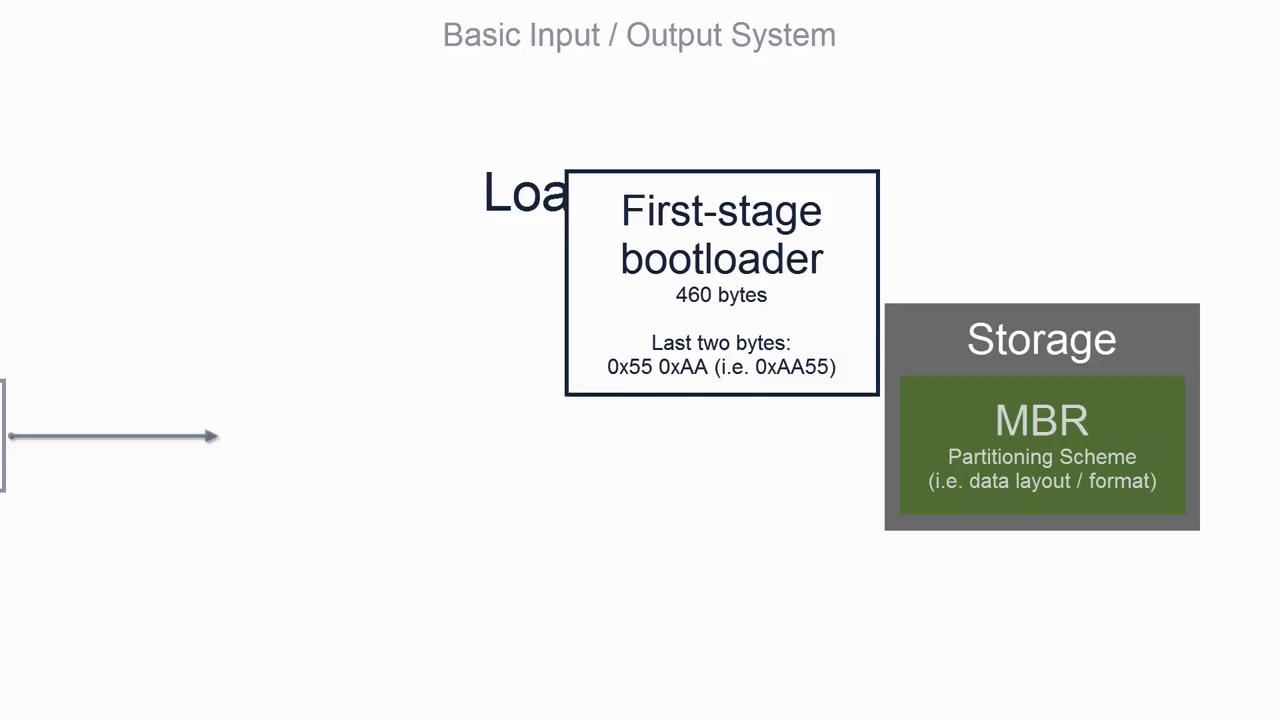 Basic Input / Output System
Loa
First-stage
bootloader
460 bytes
Last two bytes:
0x55 0xAA (i.e. 0xAA55)
Storage
MBR
Partitioning Scheme
(i.e. data layout / format)